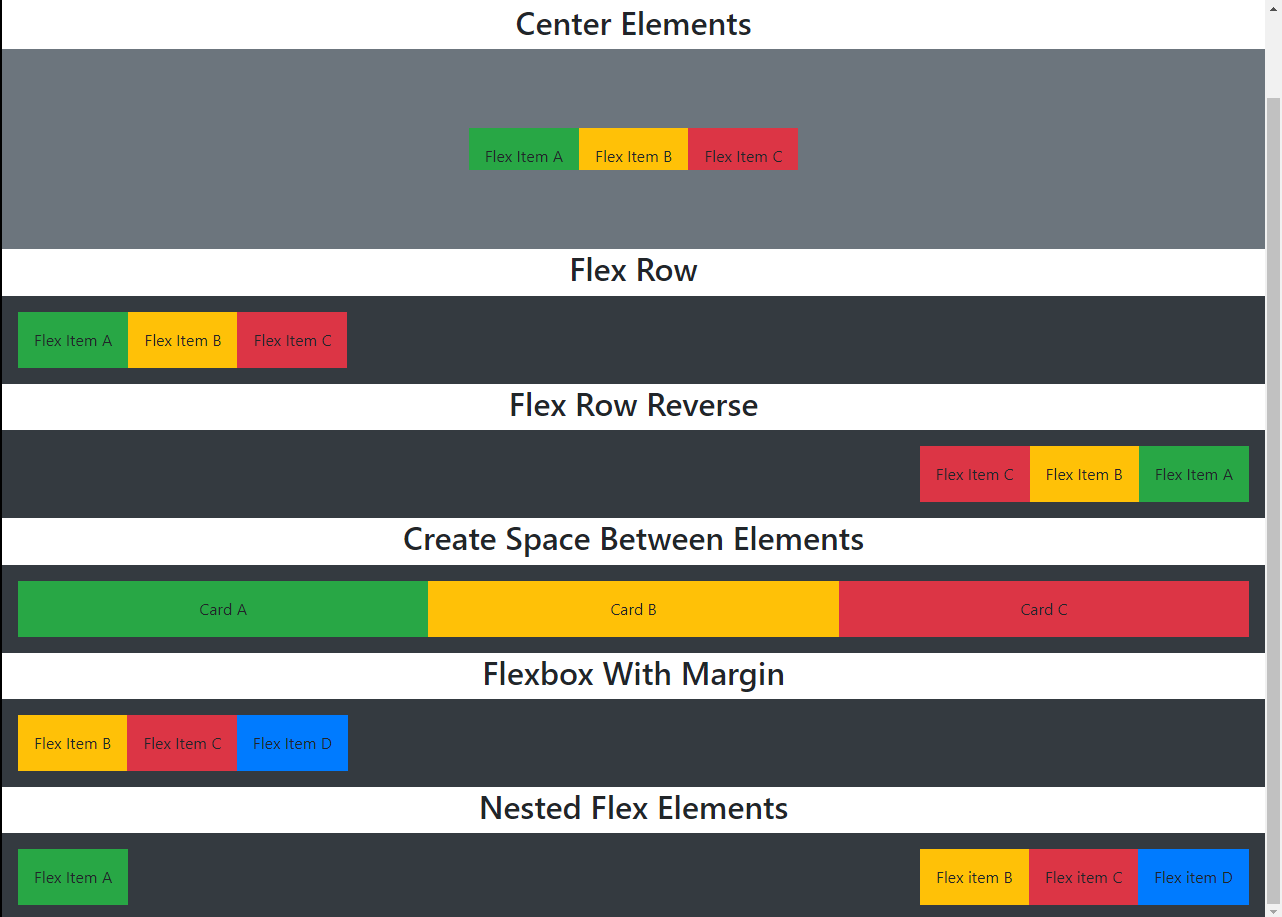 Center Elements
Flex Item A Flex Item B Flex Item C
Flex Row
Flex Item A Flex Item B Flex Item C
Flex Row Reverse
Flex Item C Flex Item B Flex Item A
Create Space Between Elements
Card A Card B Card C
Flexbox With Margin
Flex Item B Flex Item C Flex Item D
Nested Flex Elements
Flex Item A Flex item B Flex item C Flex item D